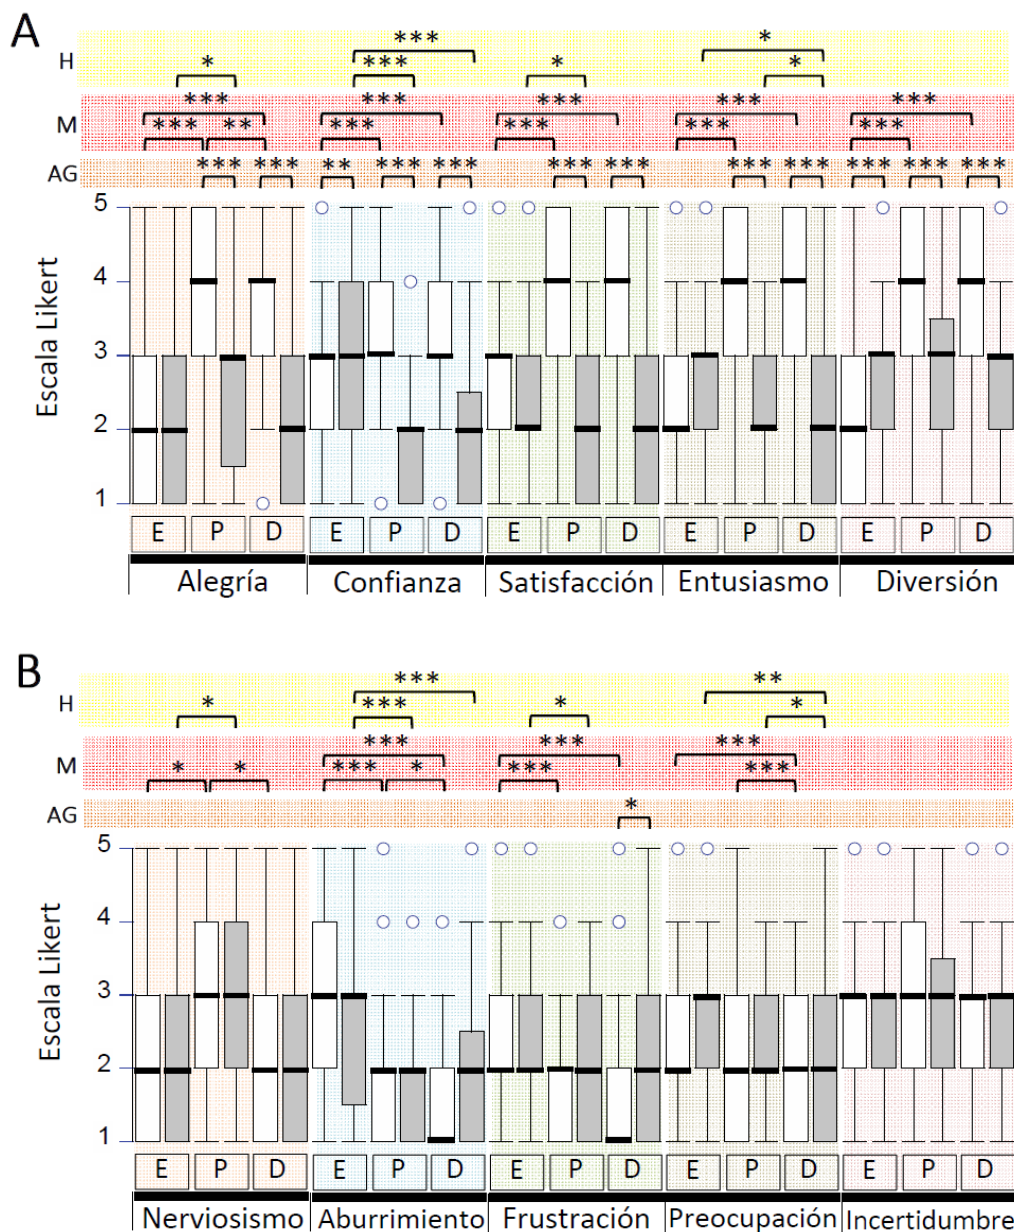 A
*** *
H * *** * *
*** *** *** *** ***
M *** ** *** *** *** ***
AG *** *** ** *** *** *** *** *** *** *** *** ***
Escala Likert
5
4
3
2
1
E P D E P D E P D E P D E P D
Alegría Confianza Satisfacción Entusiasmo Diversión
B
*** **
H * *** * *
*** *** ***
M * * *** * *** ***
AG *
Escala Likert
5
4
3
2
1
E P D E P D E P D E P D E P D
Nerviosismo Aburrimiento Frustración Preocupación Incertidumbre